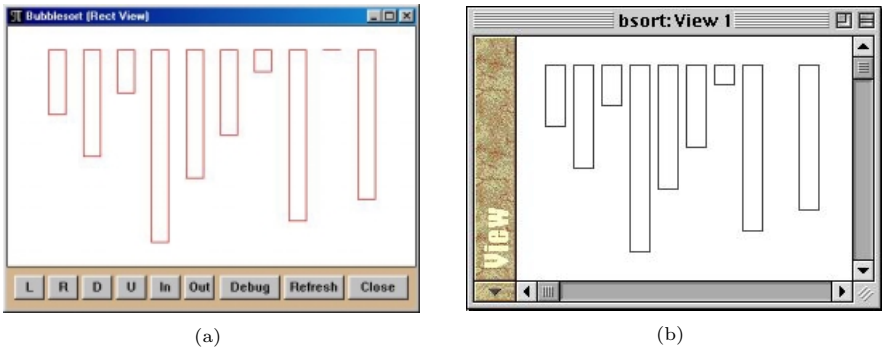 Bubblesort (Rect View)
L R D U In Out Debug Refresh Close
(a)
bsort: View 1
View
(b)